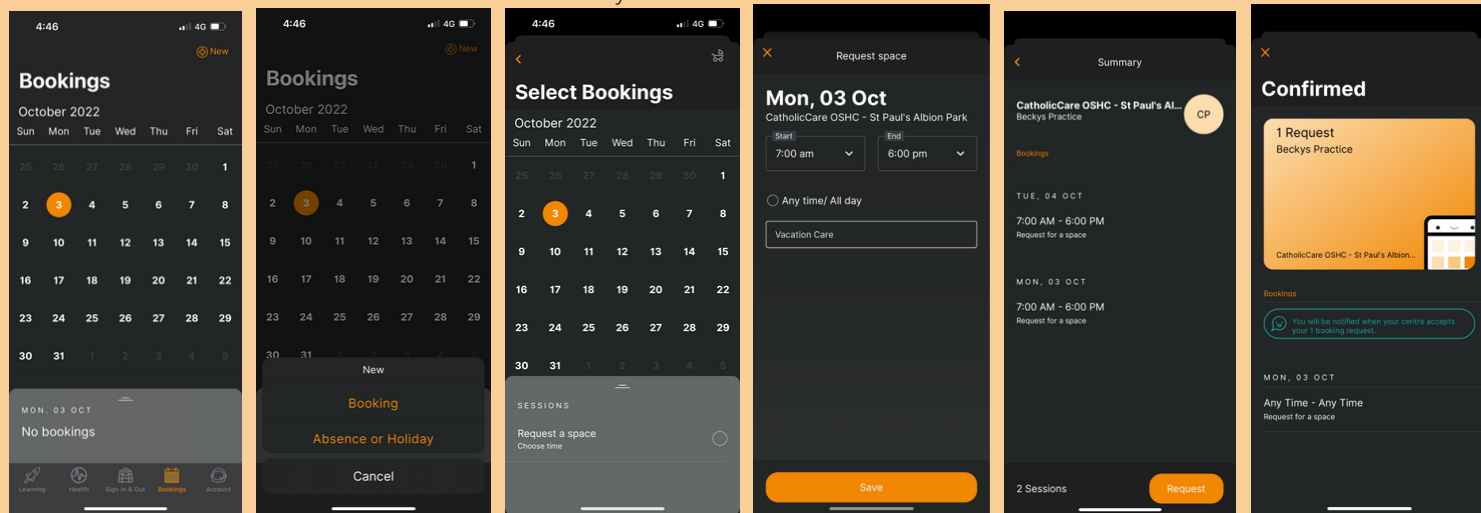 4:46
4G
New
Bookings
October 2022
Sun Mon Tue Wed Thu Fri Sat
25 26 27 28 29 30 1
2 3 4 5 6 7 8
9 10 11 12 13 14 15
16 17 18 19 20 21 22
23 24 25 26 27 28 29
30 31 1 2 3 4 5
MON. 03 OCT
No bookings
Learning Health Sign In & Out Bookings Account
4:46
4G
New
Bookings
October 2022
Sun Mon Tue Wed Thu Fri Sat
25 26 27 28 29 30 1
2 3 4 5 6 7 8
9 10 11 12 13 14 15
16 17 18 19 20 21 22
23 24 25 26 27 28 29
30 31
New
Booking
Absence or Holiday
Cancel
4:46
4G
Select Bookings
October 2022
Sun Mon Tue Wed Thu Fri Sat
25 26 27 28 29 30 1
2 3 4 5 6 7 8
9 10 11 12 13 14 15
16 17 18 19 20 21 22
23 24 25 26 27 28 29
30 31 1 2 3 4 5
SESSIONS
Request a space
Choose time
Request space
Mon, 03 Oct
CatholicCare OSHC - St Paul's Albion Park
Start End
7:00 am 6:00 pm
Any time/ All day
Vacation Care
Save
Summary
CatholicCare OSHC - St Paul's Al...
Beckys Practice
CP
Bookings
TUE, 04 OCT
7:00 AM - 6:00 PM
Request for a space
MON, 03 OCT
7:00 AM - 6:00 PM
Request for a space
2 Sessions
Request
Confirmed
1 Request
Beckys Practice
CatholicCare OSHC - St Paul's Albion...
Bookings
You will be notified when your centre accepts
your 1 booking request.
MON, 03 OCT
Any Time - Any Time
Request for a space